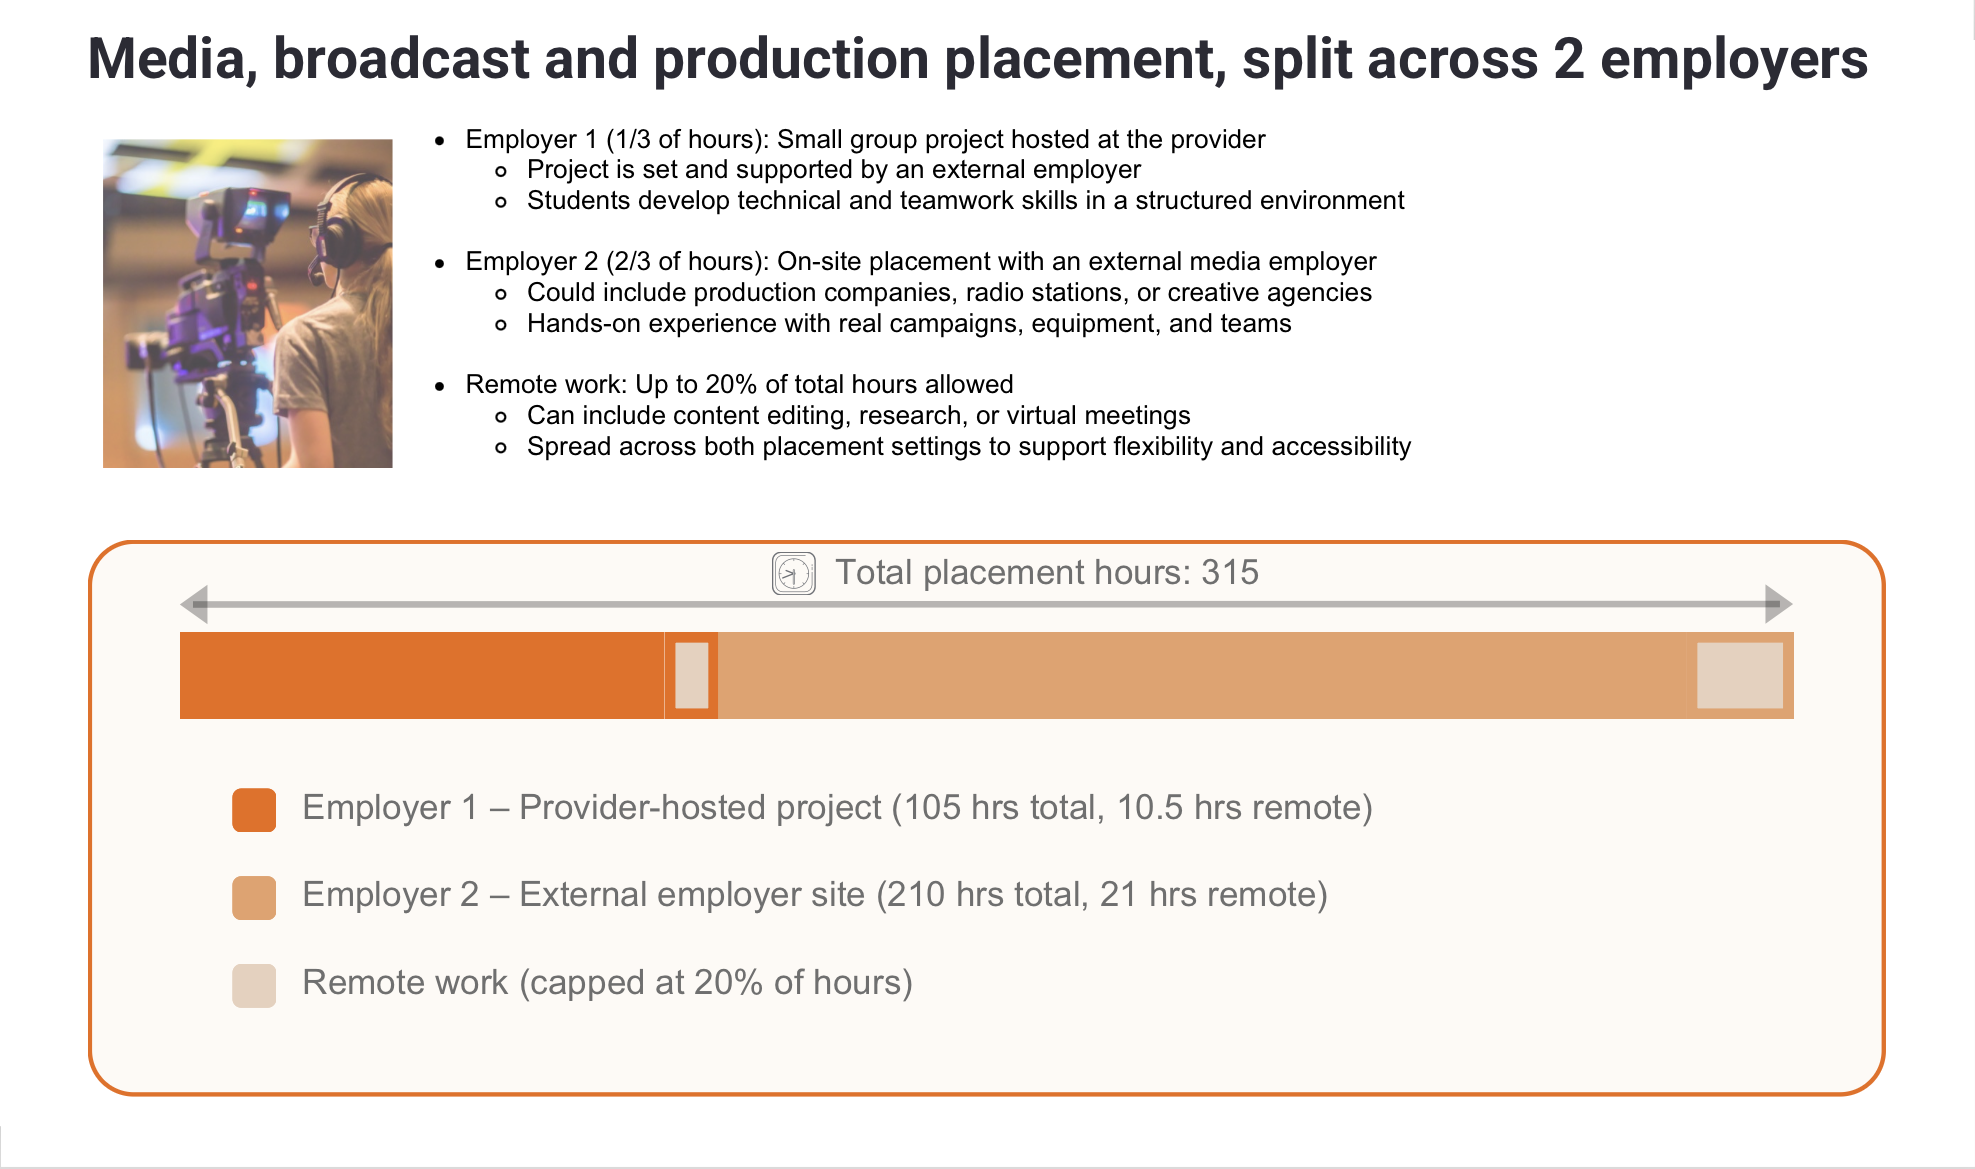 Media, broadcast and production placement, split across 2 employers
• Employer 1 (1/3 of hours): Small group project hosted at the provider
o Project is set and supported by an external employer
o Students develop technical and teamwork skills in a structured environment
• Employer 2 (2/3 of hours): On-site placement with an external media employer
o Could include production companies, radio stations, or creative agencies
o Hands-on experience with real campaigns, equipment, and teams
• Remote work: Up to 20% of total hours allowed
o Can include content editing, research, or virtual meetings
o Spread across both placement settings to support flexibility and accessibility
Total placement hours: 315
Employer 1 – Provider-hosted project (105 hrs total, 10.5 hrs remote)
Employer 2 – External employer site (210 hrs total, 21 hrs remote)
Remote work (capped at 20% of hours)